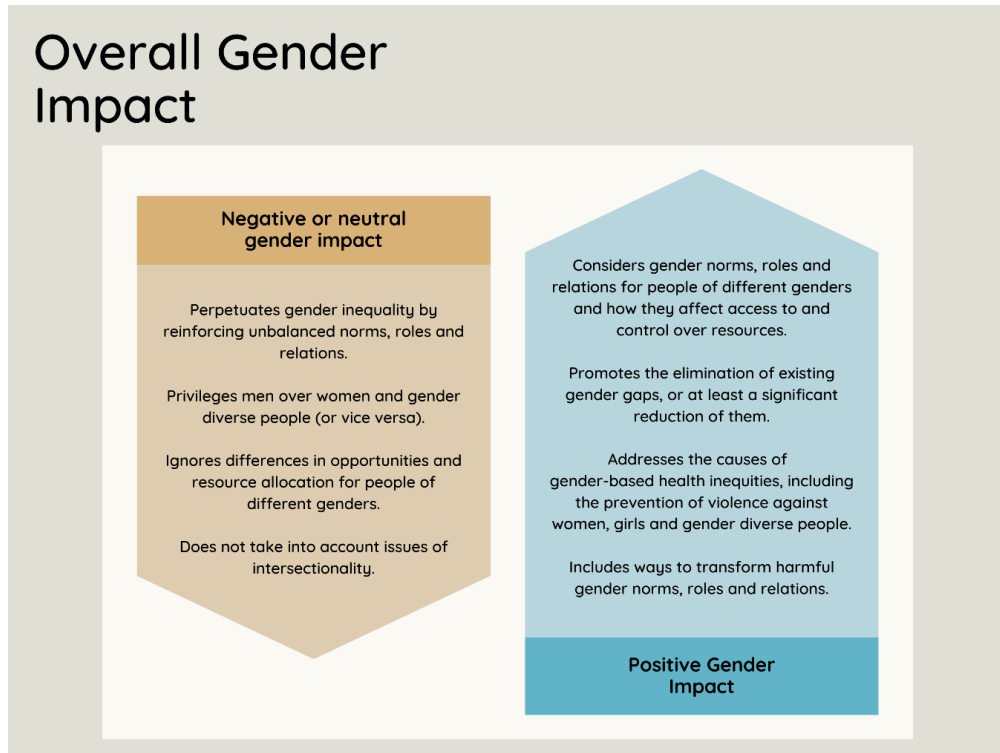 Overall Gender
Impact
Negative or neutral
gender impact
Perpetuates gender inequality by
reinforcing unbalanced norms, roles and
relations.
Privileges men over women and gender
diverse people (or vice versa).
Ignores differences in opportunities and
resource allocation for people of
different genders.
Does not take into account issues of
intersectionality.
Considers gender norms, roles and
relations for people of different genders
and how they affect access to and
control over resources.
Promotes the elimination of existing
gender gaps, or at least a significant
reduction of them.
Addresses the causes of
gender-based health inequities, including
the prevention of violence against
women, girls and gender diverse people.
Includes ways to transform harmful
gender norms, roles and relations.
Positive Gender
Impact